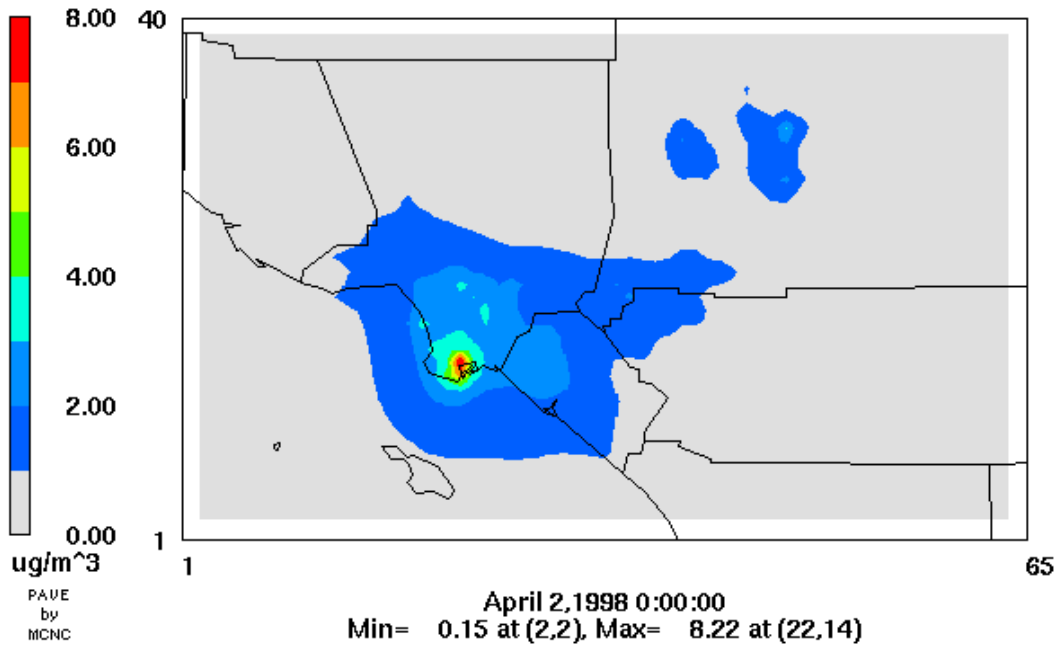 8.00
6.00
4.00
2.00
0.00
ug/m^3
PAVE
by
MCNC
40
1
1
65
April 2,1998 0:00:00
Min= 0.15 at (2,2), Max= 8.22 at (22,14)